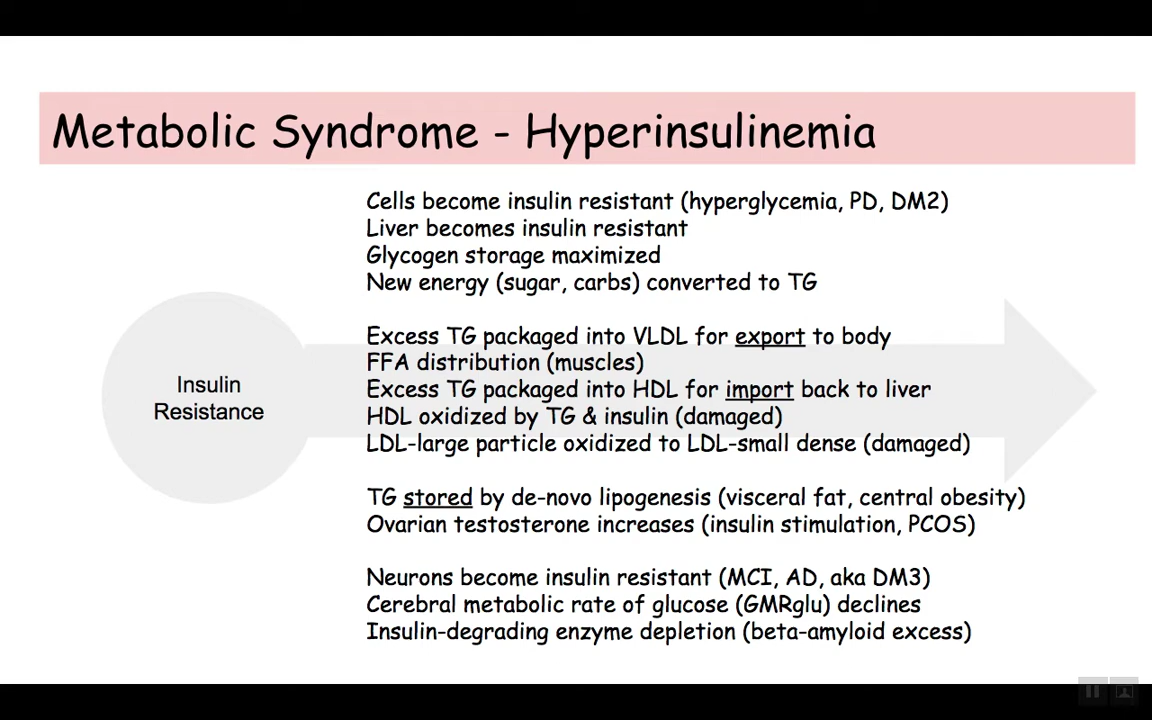 Metabolic Syndrome - Hyperinsulinemia
Cells become insulin resistant (hyperglycemia, PD, DM2)
Liver becomes insulin resistant
Glycogen storage maximized
New energy (sugar, carbs) converted to TG
Excess TG packaged into VLDL for export to body
FFA distribution (muscles)
Excess TG packaged into HDL for import back to liver
HDL oxidized by TG & insulin (damaged)
LDL-large particle oxidized to LDL-small dense (damaged)
TG stored by de-novo lipogenesis (visceral fat, central obesity)
Ovarian testosterone increases (insulin stimulation, PCOS)
Neurons become insulin resistant (MCI, AD, aka DM3)
Cerebral metabolic rate of glucose (GMRglu) declines
Insulin-degrading enzyme depletion (beta-amyloid excess)
Insulin
Resistance